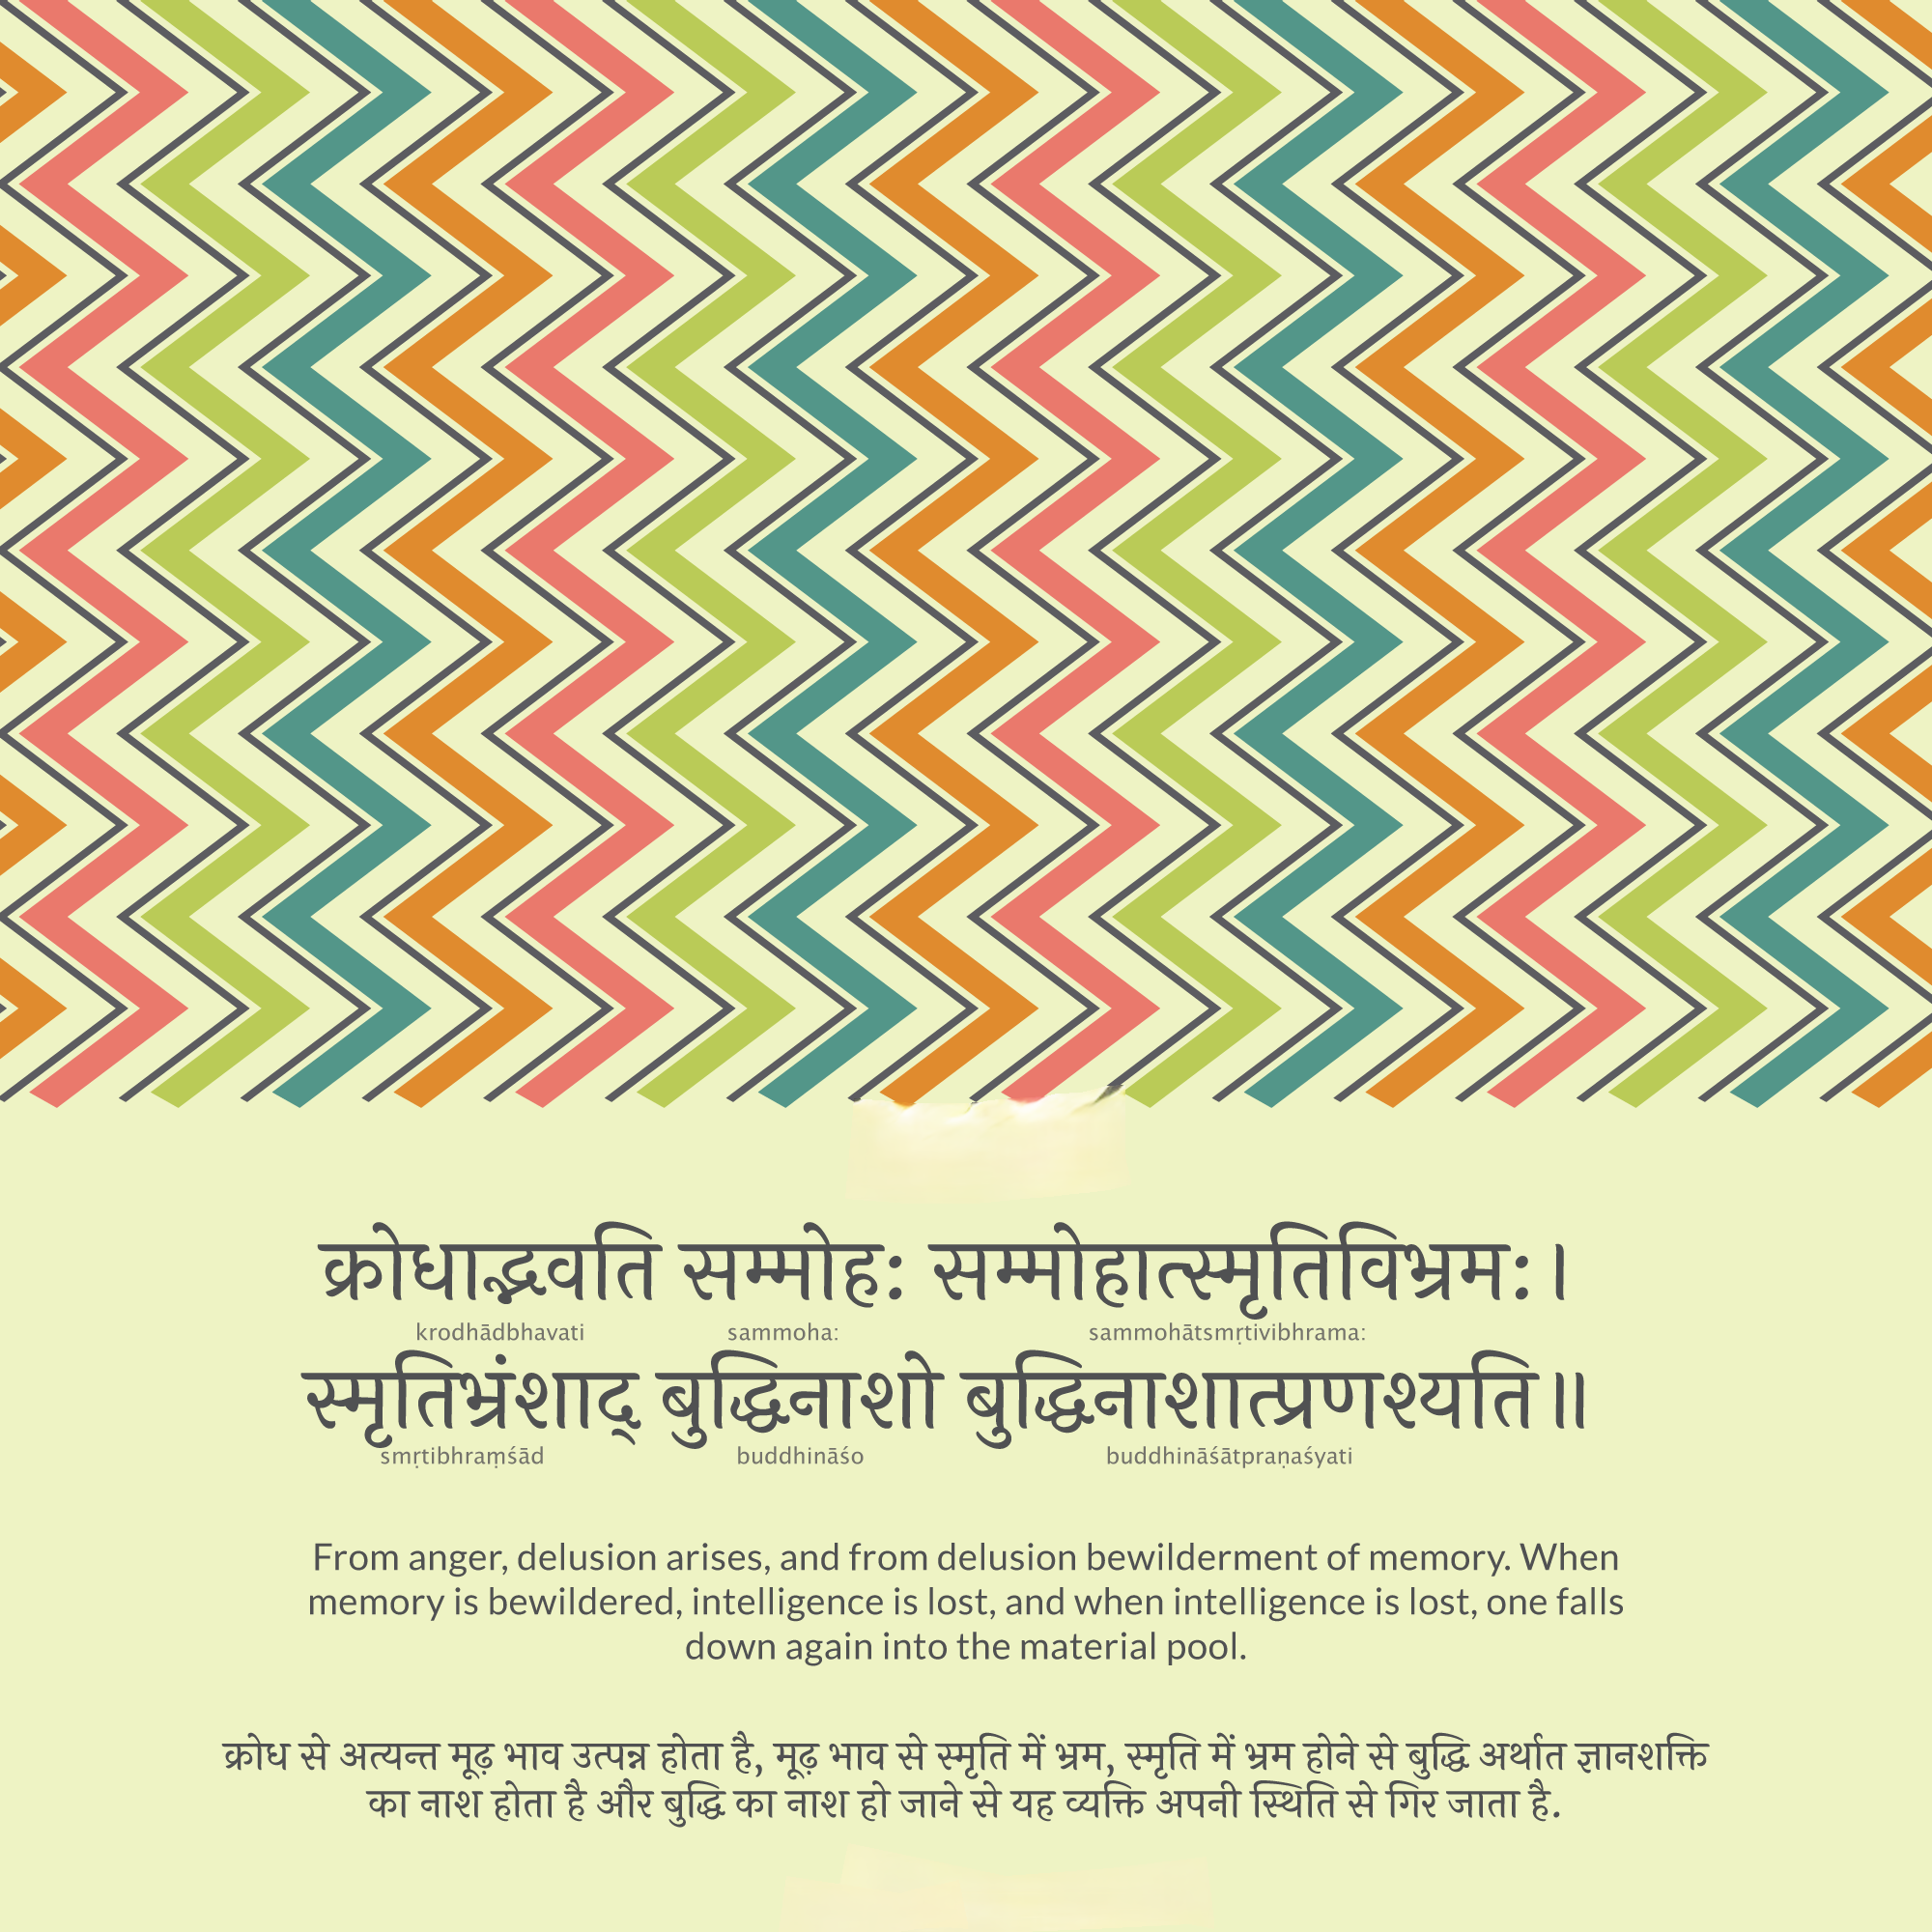 क्रोधाद्भवति सम्मोह: सम्मोहात्स्मृतिविभ्रम:।
krodhādbhavati sammoha: sammohātsmṛtivibhrama:
स्मृतिभ्रंशाद् बुद्धिनाशो बुद्धिनाशात्प्रणश्यति॥
smṛtibhraṃśād buddhināśo buddhināśātpraṇaśyati
From anger, delusion arises, and from delusion bewilderment of memory. When
memory is bewildered, intelligence is lost, and when intelligence is lost, one falls
down again into the material pool.
क्रोध से अत्यन्त मूढ़ भाव उत्पन्न होता है, मूढ़ भाव से स्मृति में भ्रम, स्मृति में भ्रम होने से बुद्धि अर्थात ज्ञानशक्ति
का नाश होता है और बुद्धि का नाश हो जाने से यह व्यक्ति अपनी स्थिति से गिर जाता है.